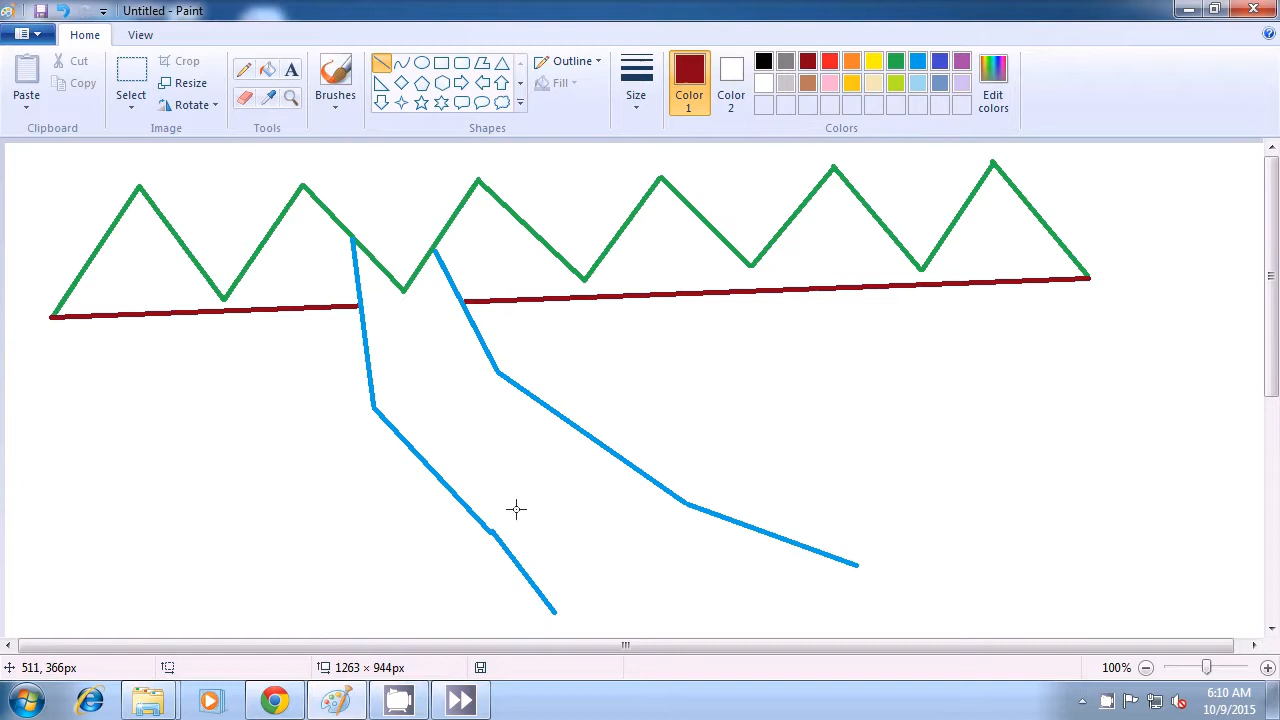 Untitled - Paint
Home View
Paste
Cut
Copy
Clipboard
Select
Crop
Resize
Rotate
Image
A
Tools
Brushes
Shapes
Outline
Fill
Size
Color
1
Color
2
Edit
colors
Colors
511, 366px
1263 × 944px
100%
6:10 AM
10/9/2015